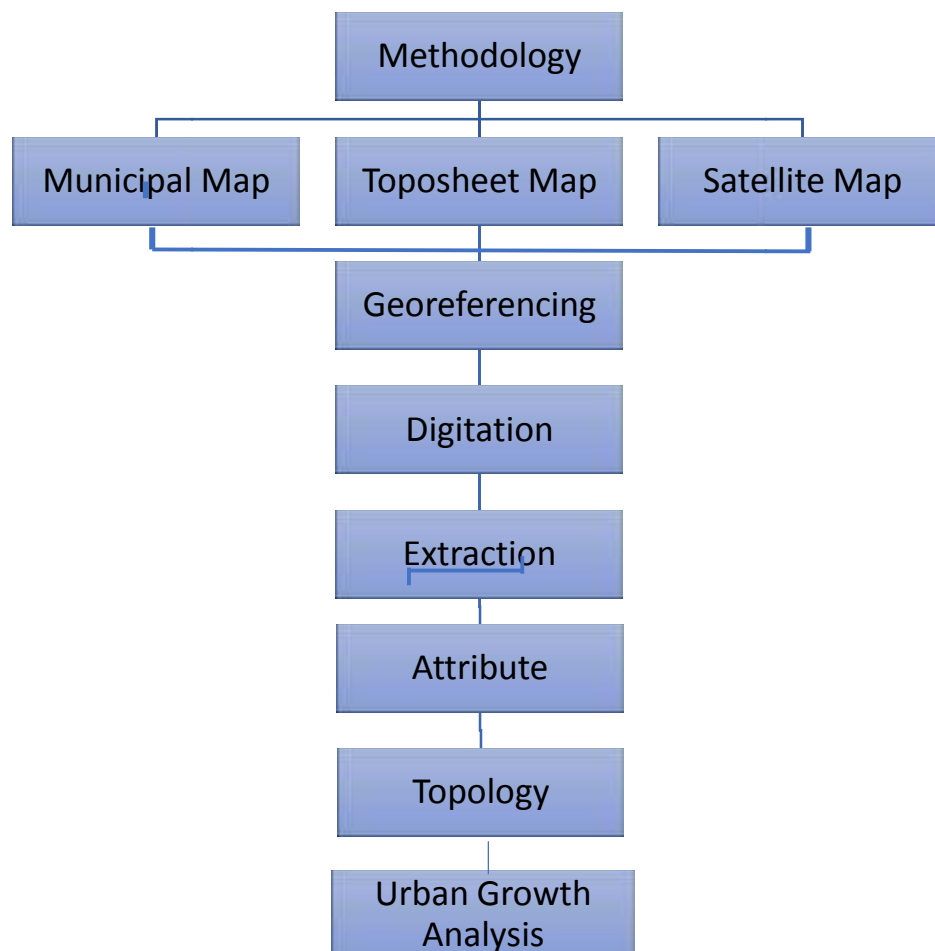 Methodology
Municipal Map
Toposheet Map
Satellite Map
Georeferencing
Digitation
Extraction
Attribute
Topology
Urban Growth
Analysis